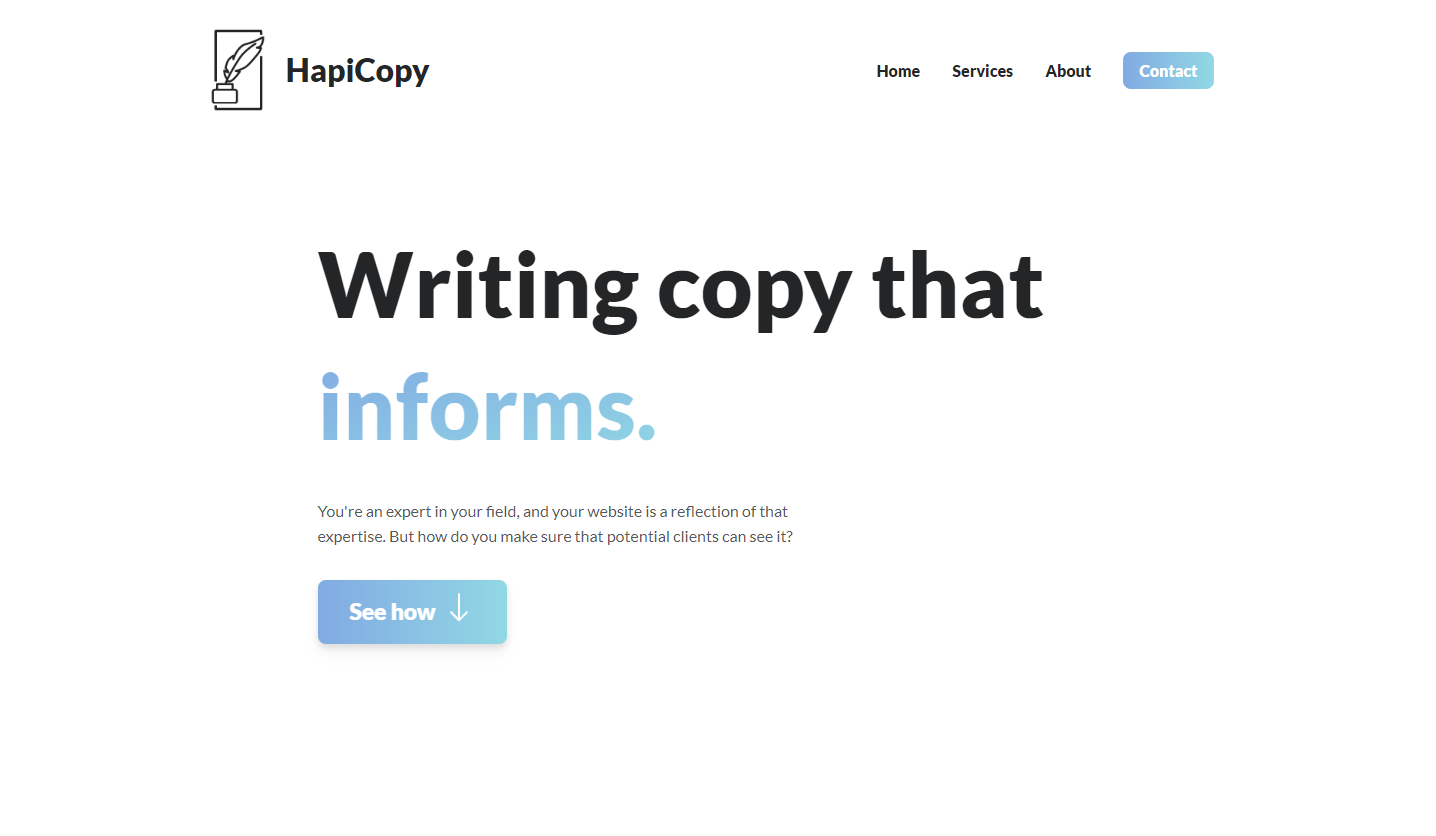 HapiCopy
Home Services About Contact
Writing copy that
informs.
You're an expert in your field, and your website is a reflection of that
expertise. But how do you make sure that potential clients can see it?
See how